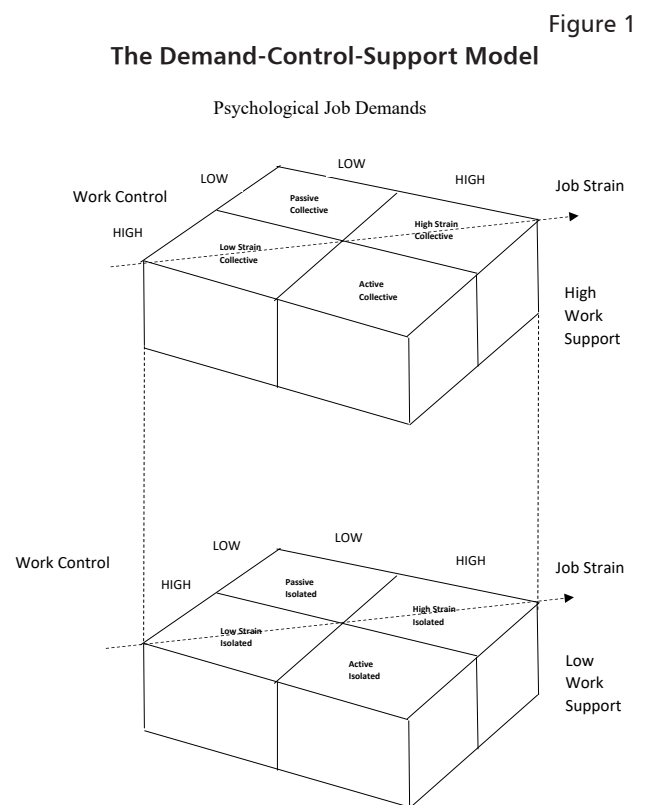 Figure 1
The Demand-Control-Support Model
Psychological Job Demands
LOW
LOW
HIGH
Job Strain
Work Control
HIGH
Passive
Collective
High Strain
Collective
Low Strain
Collective
Active
Collective
High
Work
Support
LOW
LOW
HIGH
Job Strain
Work Control
HIGH
Passive
Isolated
High Strain
Isolated
Low Strain
Isolated
Active
Isolated
Low
Work
Support